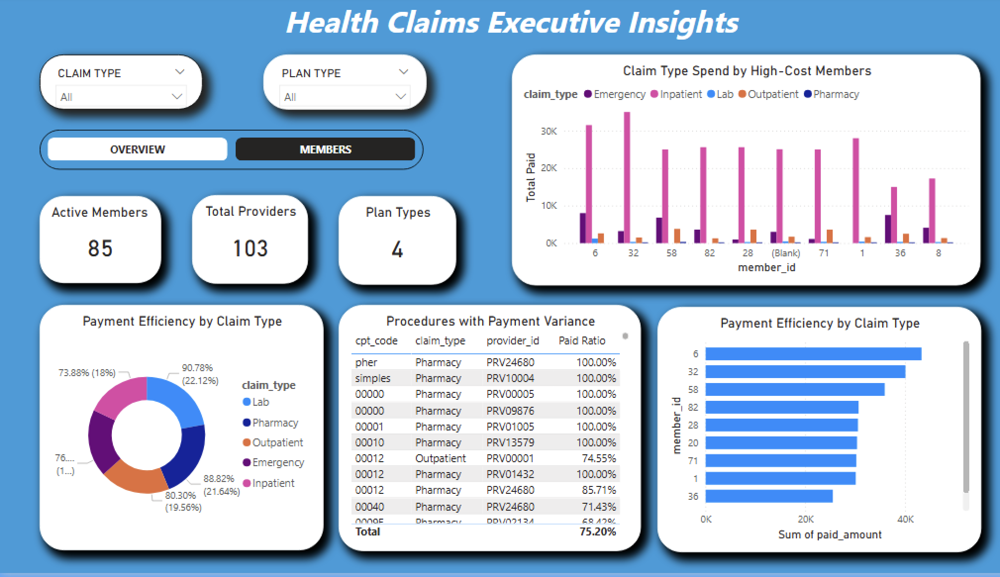 Health Claims Executive Insights
CLAIM TYPE
All
PLAN TYPE
All
OVERVIEW
MEMBERS
Active Members
85
Total Providers
103
Plan Types
4
Claim Type Spend by High-Cost Members
claim_type Emergency Inpatient Lab Outpatient Pharmacy
Total Paid
30K
20K
10K
0K
6 32 58 82 28 (Blank) 71 1 36 8
member_id
Payment Efficiency by Claim Type
73.88% (18%)
90.78%
(22.12%)
76....
(1...)
88.82%
(21.64%)
80.30%
(19.56%)
claim_type
Lab
Pharmacy
Outpatient
Emergency
Inpatient
Procedures with Payment Variance
cpt_code claim_type provider_id Paid Ratio
pher Pharmacy PRV24680 100.00%
simples Pharmacy PRV10004 100.00%
00000 Pharmacy PRV00005 100.00%
00000 Pharmacy PRV09876 100.00%
00001 Pharmacy PRV01005 100.00%
00010 Pharmacy PRV13579 100.00%
00012 Outpatient PRV00001 74.55%
00012 Pharmacy PRV01432 100.00%
00012 Pharmacy PRV24680 85.71%
00040 Pharmacy PRV24680 71.43%
Pharmacy PRV02134 68.42%
Total 75.20%
Payment Efficiency by Claim Type
member_id
6
32
58
82
28
20
71
1
36
0K 20K 40K
Sum of paid_amount